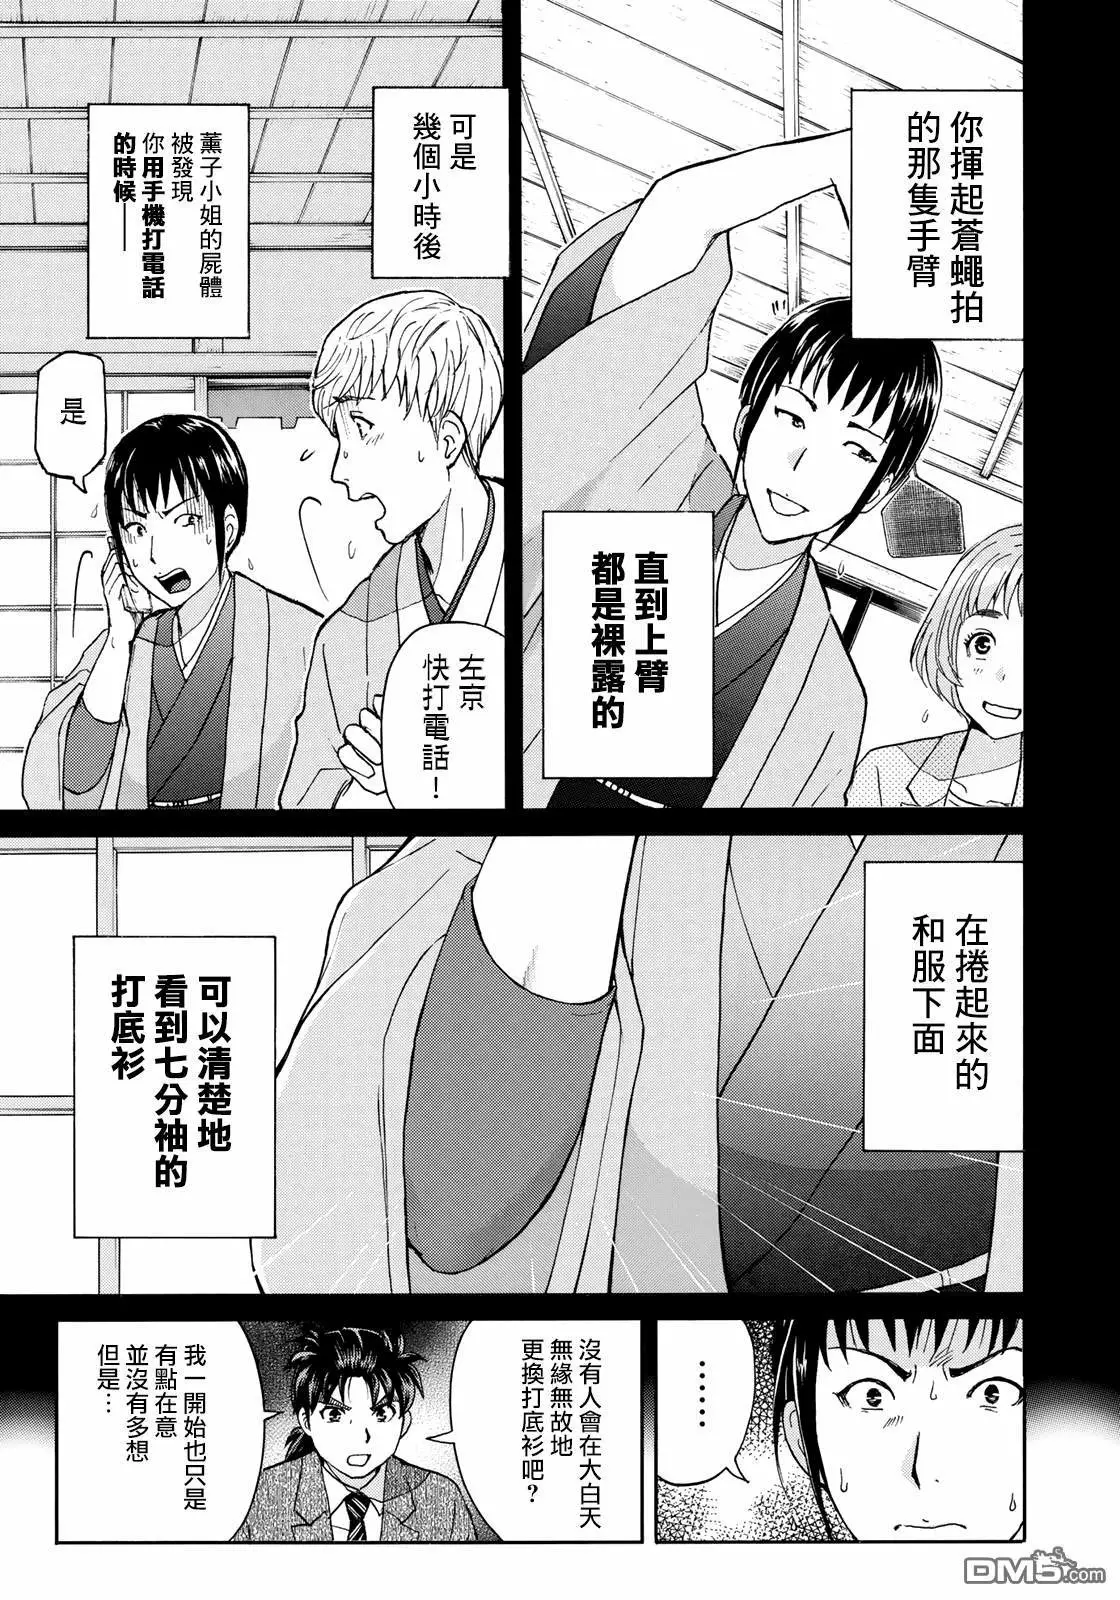 你揮起蒼蠅拍
的那隻手臂
直到上臂
都是裸露的
可是
幾個小時後
薰子小姐的屍體
被發現
你用手機打電話
的時候——
左京
快打電話！
是
在捲起來的
和服下面
可以清楚地
看到七分袖的
打底衫
……
沒有人會在大白天
無緣無故地
更換打底衫吧？
我一開始也只是
有點在意
並沒有多想
但是…
DM5.com